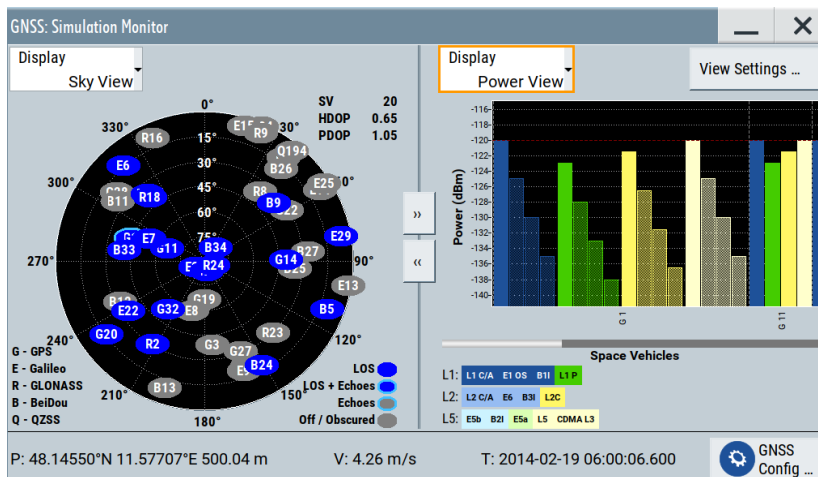 GNSS: Simulation Monitor
Display
Sky View
SV 20
HDOP 0.65
PDOP 1.05
0°
330°
30°
300°
270°
90°
240°
120°
210°
150°
180°
15°
30°
45°
60°
R16
R9
E6
Q194
B26
E25
R18
B11
R8
B9
E7
B33
G11
B34
E29
B27
G14
R24
E13
G19
E8
G32
E22
B5
G20
R2
R23
G3
G27
B24
B13
G - GPS
E - Galileo
R - GLONASS
B - BeiDou
Q - QZSS
LOS
LOS + Echoes
Echoes
Off / Obscured
»
«
Display
Power View
View Settings ...
Power (dBm)
-116
-118
-120
-122
-124
-126
-128
-130
-132
-134
-136
-138
-140
G 1
G 11
Space Vehicles
L1: L1 C/A E1 OS B1I L1 P
L2: L2 C/A E6 B3I L2C
L5: E5b B2I E5a L5 CDMA L3
P: 48.14550°N 11.57707°E 500.04 m
V: 4.26 m/s
T: 2014-02-19 06:00:06.600
GNSS
Config ...